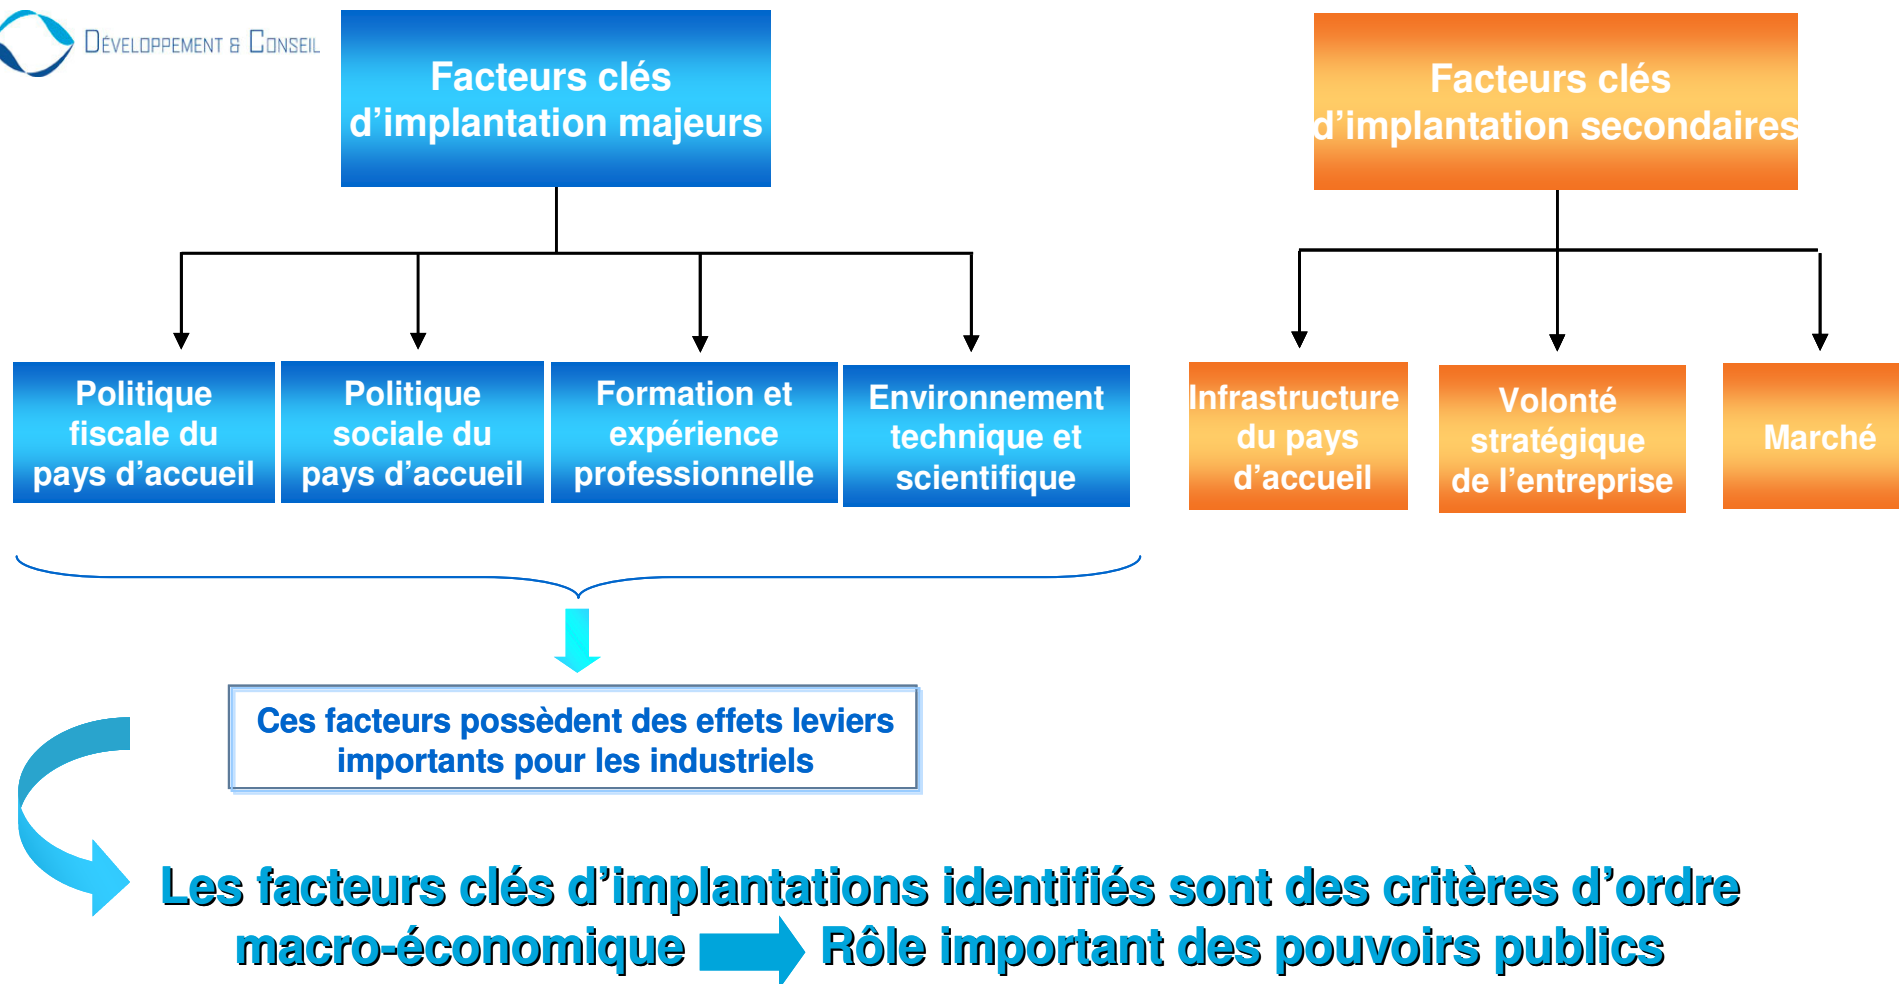 DÉVELOPPEMENT & CONSEIL
Facteurs clés
d’implantation majeurs
Facteurs clés
d’implantation secondaires
Politique
fiscale du
pays d’accueil
Politique
sociale du
pays d’accueil
Formation et
expérience
professionnelle
Environnement
technique et
scientifique
Infrastructure
du pays
d’accueil
Volonté
stratégique
de l’entreprise
Marché
Ces facteurs possèdent des effets leviers
importants pour les industriels
Les facteurs clés d’implantations identifiés sont des critères d’ordre
macro-économique Rôle important des pouvoirs publics